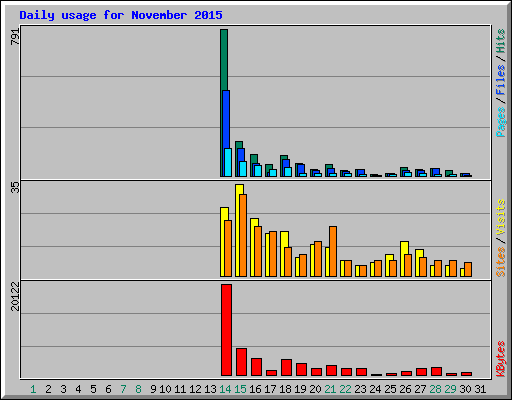 Daily usage for November 2015
791
Pages / Files / Hits
35
Sites / Visits
20122
KBytes
1 2 3 4 5 6 7 8 9 10 11 12 13 14 15 16 17 18 19 20 21 22 23 24 25 26 27 28 29 30 31